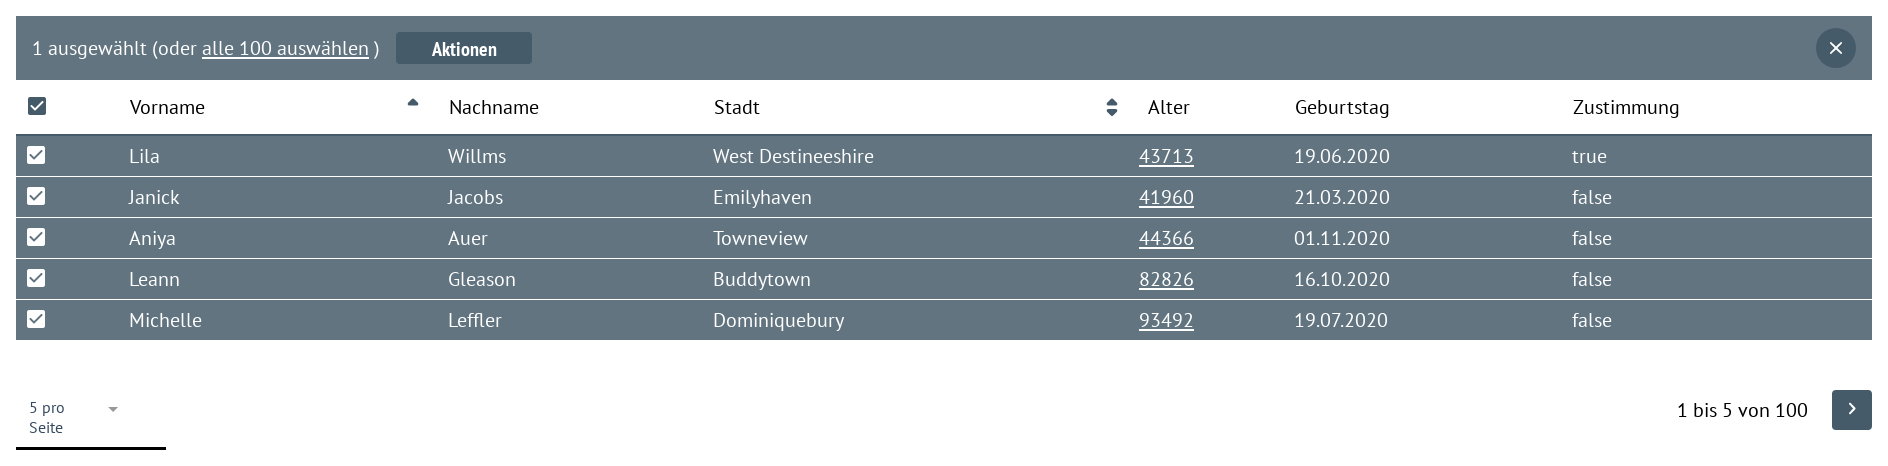 1 ausgewählt (oder alle 100 auswählen ) Aktionen
Vorname Nachname Stadt Alter Geburtstag Zustimmung
Lila Willms West Destineeshire 43713 19.06.2020 true
Janick Jacobs Emilyhaven 41960 21.03.2020 false
Aniya Auer Towneview 44366 01.11.2020 false
Leann Gleason Buddytown 82826 16.10.2020 false
Michelle Leffler Dominiquebury 93492 19.07.2020 false
5 pro
Seite
1 bis 5 von 100